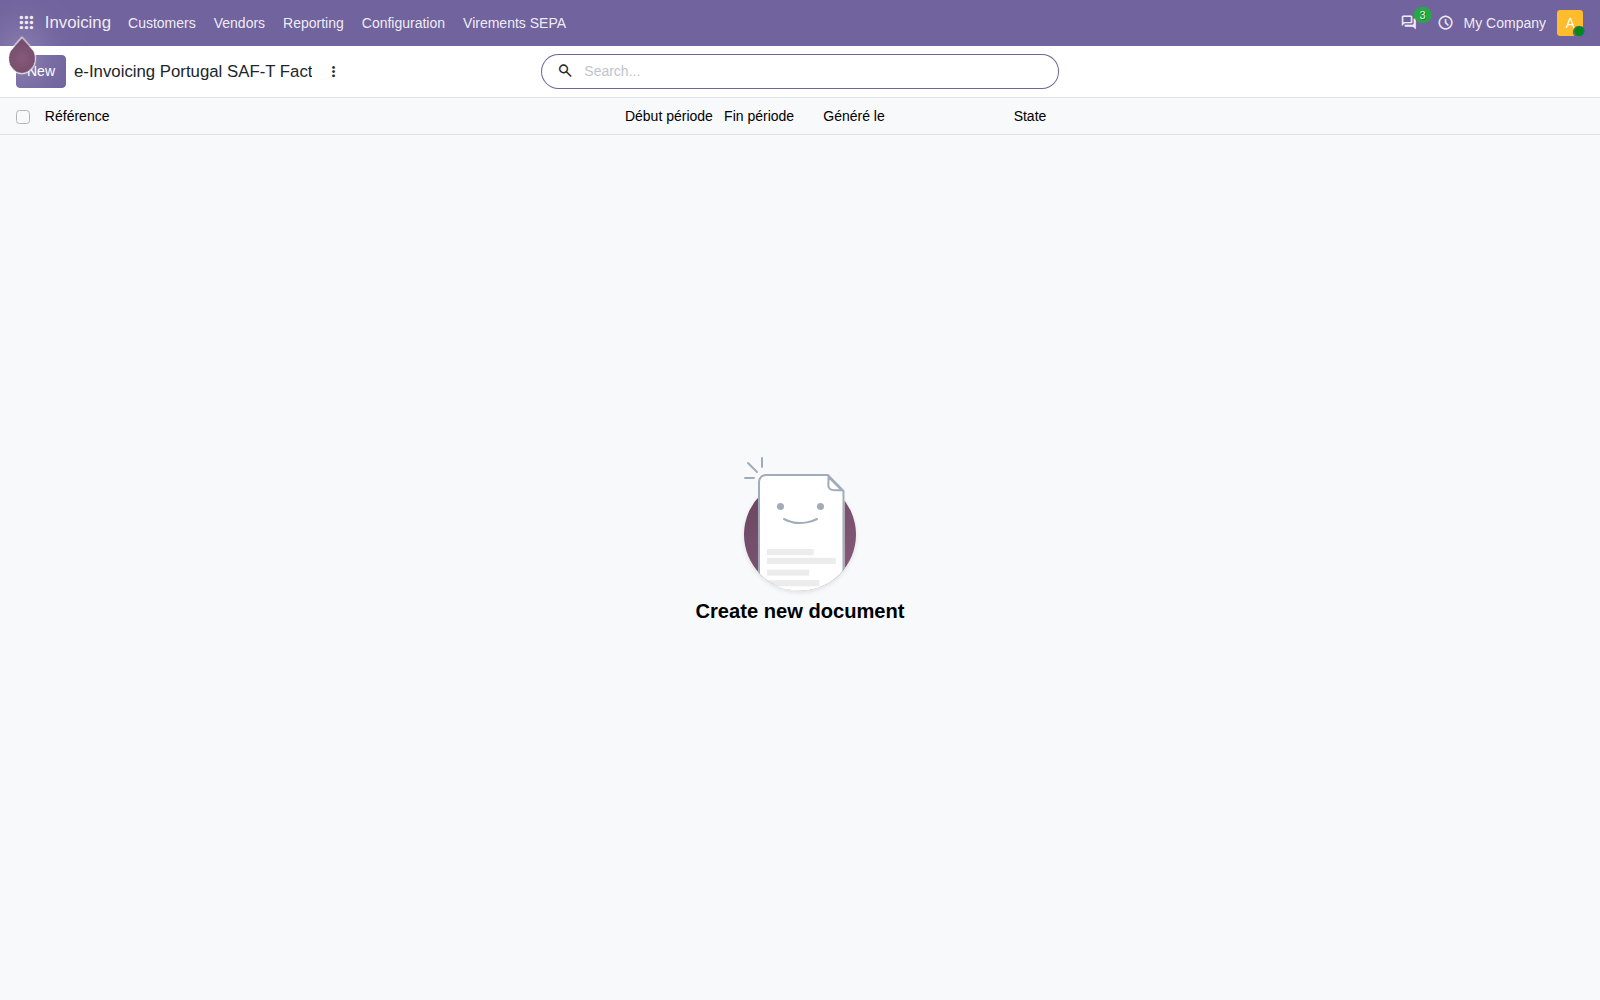 Invoicing Customers Vendors Reporting Configuration Virements SEPA 3 My Company A
New e-Invoicing Portugal SAF-T Fact Search...
Référence Début période Fin période Généré le State
Create new document